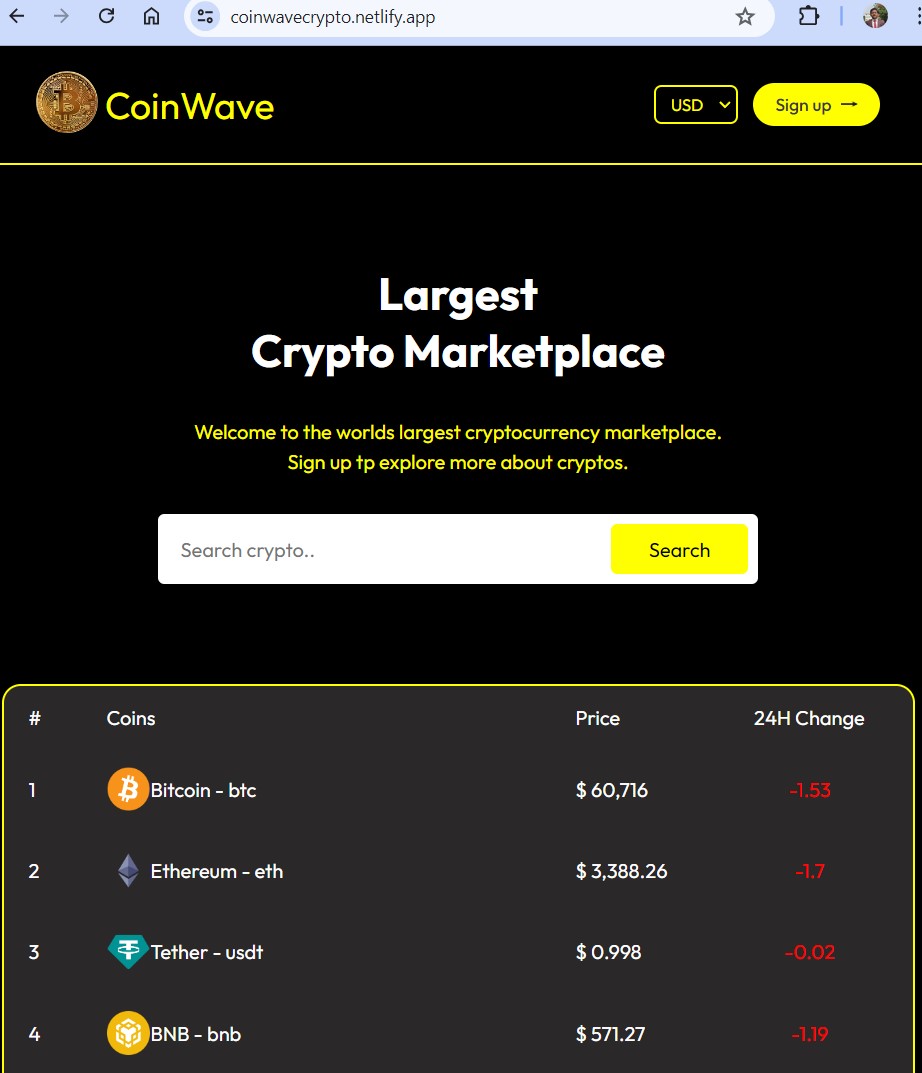 coinwavecrypto.netlify.app
CoinWave
USD
Sign up →
Largest
Crypto Marketplace
Welcome to the worlds largest cryptocurrency marketplace.
Sign up tp explore more about cryptos.
Search crypto.. Search
# Coins Price 24H Change
1 Bitcoin - btc $ 60,716 -1.53
2 Ethereum - eth $ 3,388.26 -1.7
3 Tether - usdt $ 0.998 -0.02
4 BNB - bnb $ 571.27 -1.19